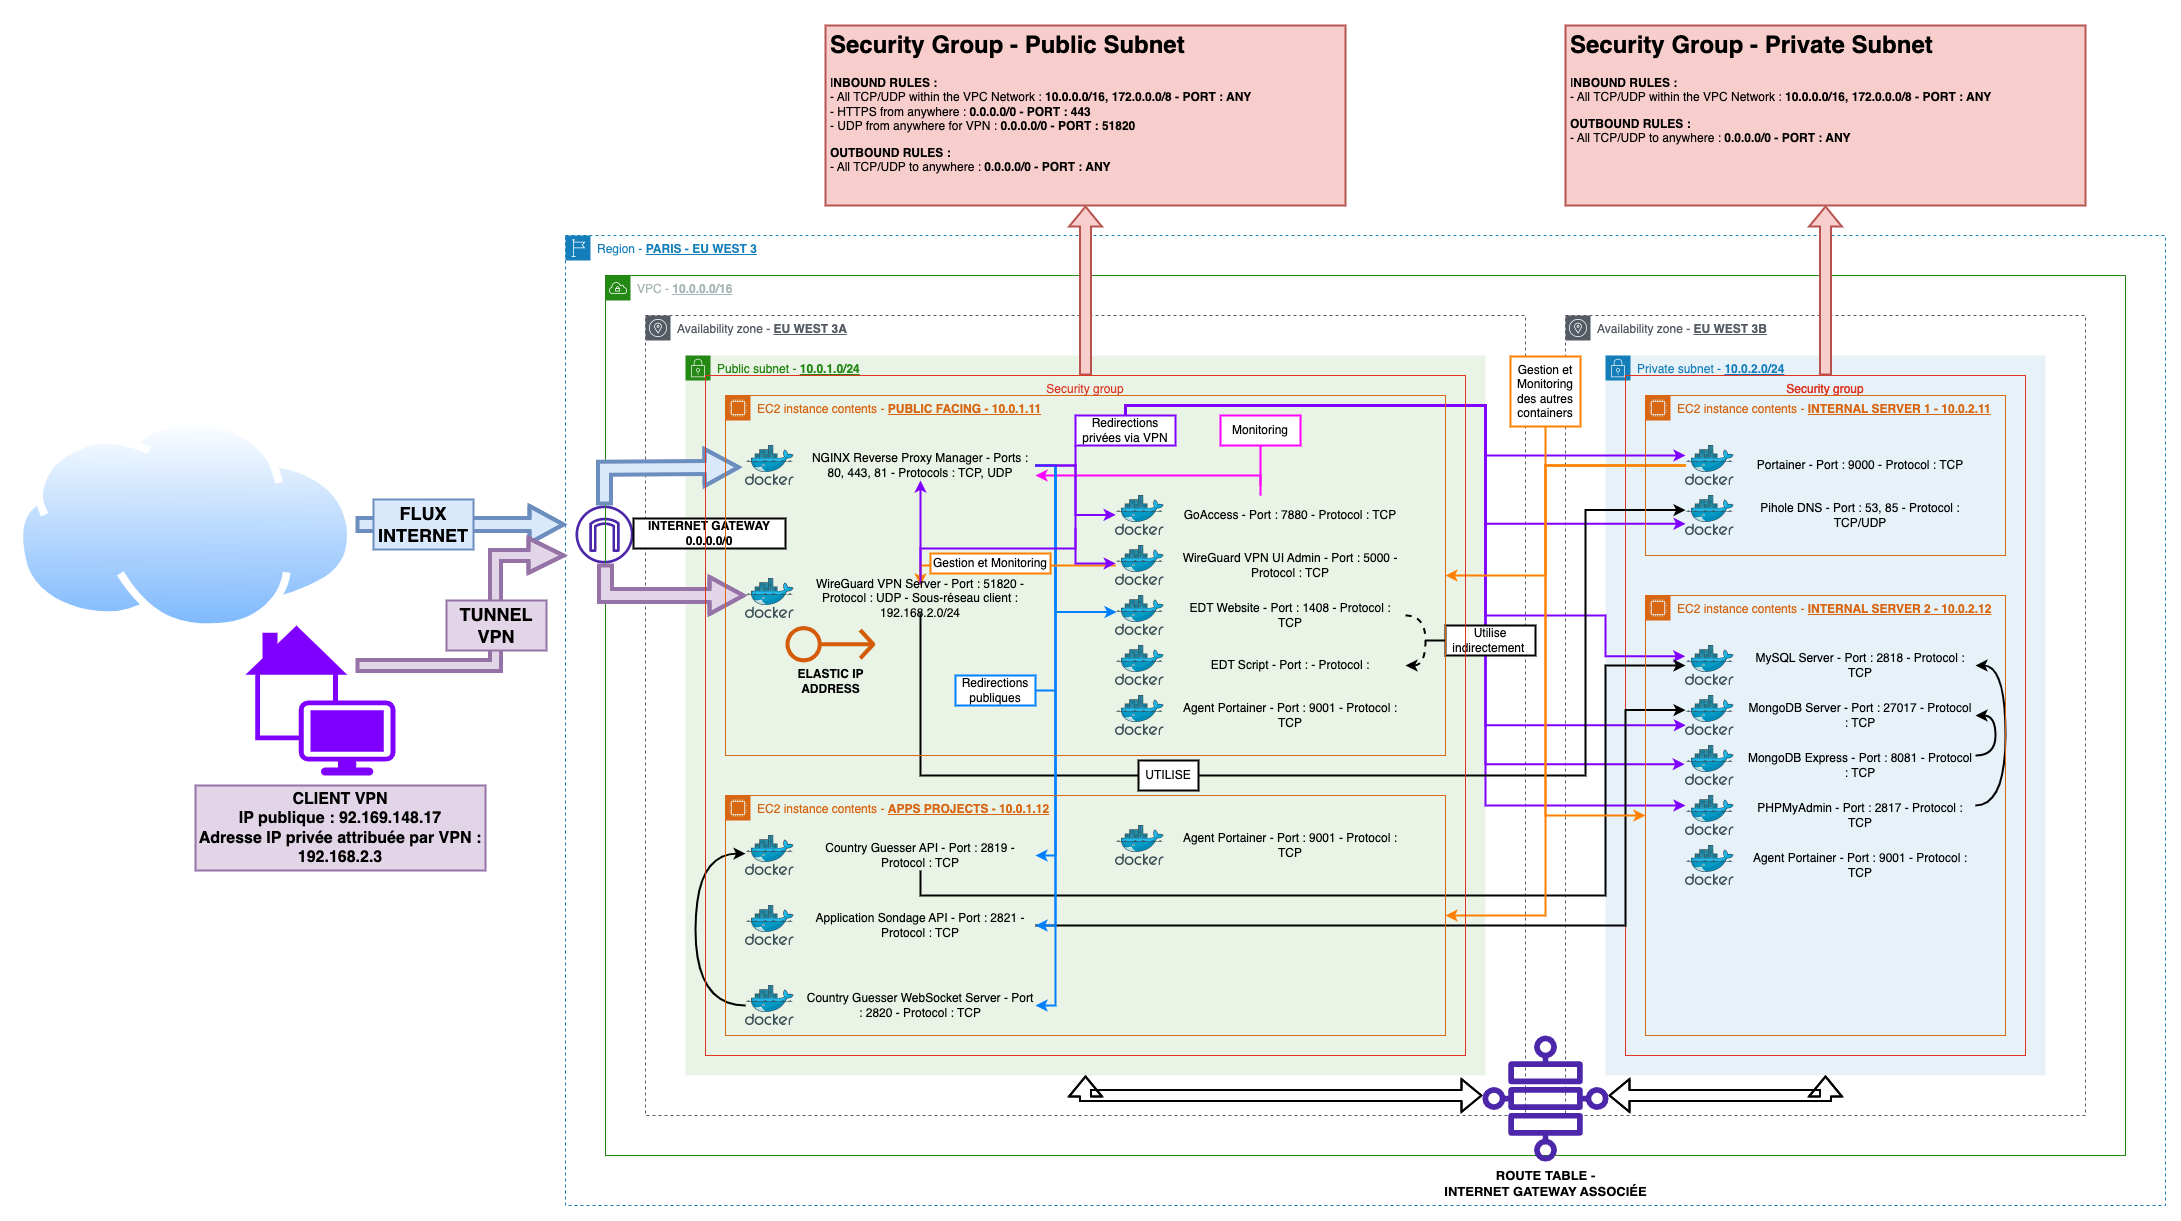 Security Group - Public Subnet
INBOUND RULES :
- All TCP/UDP within the VPC Network : 10.0.0.0/16, 172.0.0.0/8 - PORT : ANY
- HTTPS from anywhere : 0.0.0.0/0 - PORT : 443
- UDP from anywhere for VPN : 0.0.0.0/0 - PORT : 51820
OUTBOUND RULES :
- All TCP/UDP to anywhere : 0.0.0.0/0 - PORT : ANY
Security Group - Private Subnet
INBOUND RULES :
- All TCP/UDP within the VPC Network : 10.0.0.0/16, 172.0.0.0/8 - PORT : ANY
OUTBOUND RULES :
- All TCP/UDP to anywhere : 0.0.0.0/0 - PORT : ANY
Region - PARIS - EU WEST 3
VPC - 10.0.0.0/16
Availability zone - EU WEST 3A
Public subnet - 10.0.1.0/24
Security group
EC2 instance contents - PUBLIC FACING - 10.0.1.11
Redirections
privées via VPN
Monitoring
docker
NGINX Reverse Proxy Manager - Ports :
80, 443, 81 - Protocols : TCP, UDP
docker
GoAccess - Port : 7880 - Protocol : TCP
FLUX
INTERNET
INTERNET GATEWAY
0.0.0.0/0
docker
WireGuard VPN UI Admin - Port : 5000 -
Protocol : TCP
Gestion et Monitoring
docker
WireGuard VPN Server - Port : 51820 -
Protocol : UDP - Sous-réseau client :
192.168.2.0/24
docker
EDT Website - Port : 1408 - Protocol :
TCP
TUNNEL
VPN
Utilise
indirectement
docker
EDT Script - Port : - Protocol :
ELASTIC IP
ADDRESS
Redirections
publiques
docker
Agent Portainer - Port : 9001 - Protocol :
TCP
UTILISE
CLIENT VPN
IP publique : 92.169.148.17
Adresse IP privée attribuée par VPN :
192.168.2.3
EC2 instance contents - APPS PROJECTS - 10.0.1.12
docker
Country Guesser API - Port : 2819 -
Protocol : TCP
docker
Agent Portainer - Port : 9001 - Protocol :
TCP
docker
Application Sondage API - Port : 2821 -
Protocol : TCP
docker
Country Guesser WebSocket Server - Port
: 2820 - Protocol : TCP
Gestion et
Monitoring
des autres
containers
Availability zone - EU WEST 3B
Private subnet - 10.0.2.0/24
Security group
EC2 instance contents - INTERNAL SERVER 1 - 10.0.2.11
docker
Portainer - Port : 9000 - Protocol : TCP
docker
Pihole DNS - Port : 53, 85 - Protocol :
TCP/UDP
EC2 instance contents - INTERNAL SERVER 2 - 10.0.2.12
docker
MySQL Server - Port : 2818 - Protocol :
TCP
docker
MongoDB Server - Port : 27017 - Protocol
: TCP
docker
MongoDB Express - Port : 8081 - Protocol
: TCP
docker
PHPMyAdmin - Port : 2817 - Protocol :
TCP
docker
Agent Portainer - Port : 9001 - Protocol :
TCP
ROUTE TABLE -
INTERNET GATEWAY ASSOCIÉE